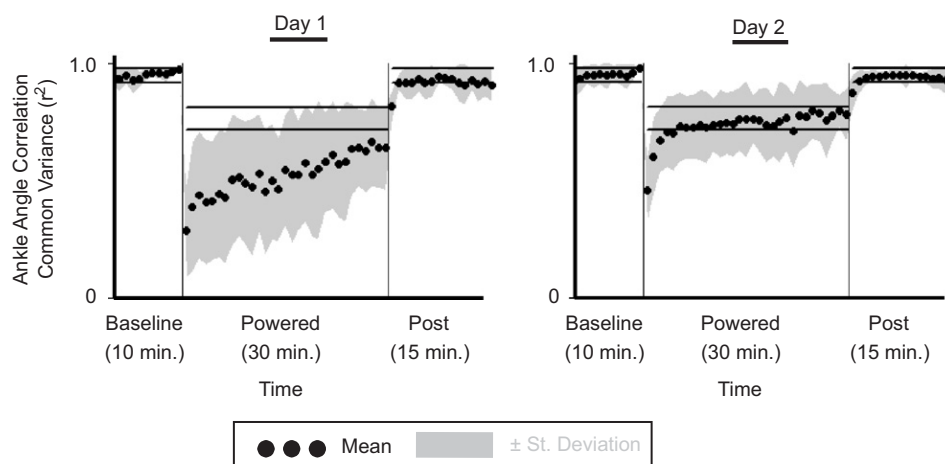 Day 1
Day 2
Ankle Angle Correlation
Common Variance (r²)
1.0
0
Baseline
(10 min.)
Powered
(30 min.)
Post
(15 min.)
Time
1.0
0
Baseline
(10 min.)
Powered
(30 min.)
Post
(15 min.)
Time
Mean
± St. Deviation